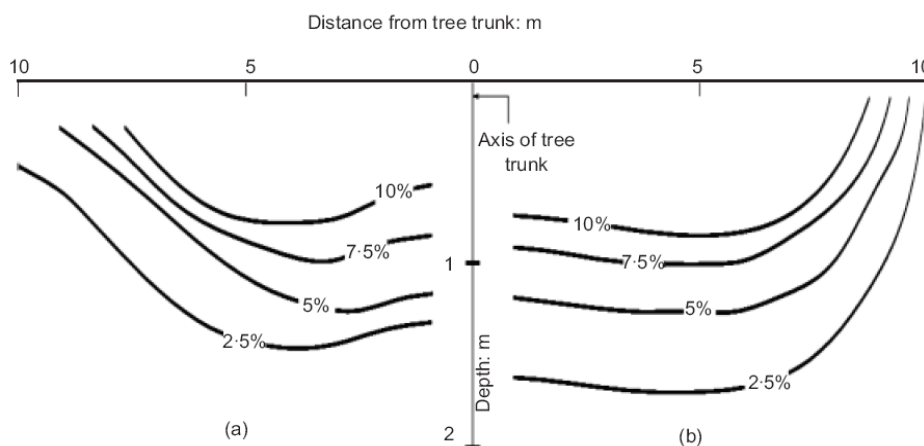 Distance from tree trunk: m
10 5 0 5 10
Axis of tree
trunk
10%
7·5%
5%
2·5%
10%
7·5%
5%
2·5%
1
Depth: m
2
(a) (b)